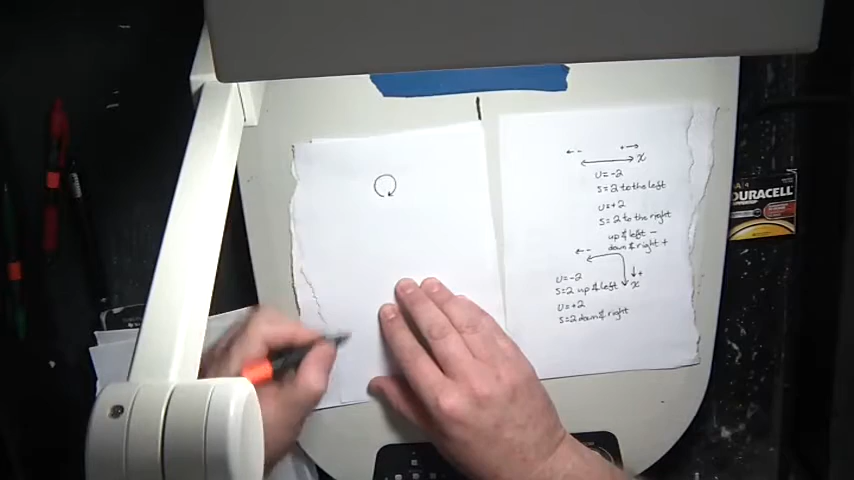 ← -
+ →
x
v = -2
s = 2 to the left
v = +2
s = 2 to the right
up & left -
down & right +
← -
↓ +
x
v = -2
s = 2 up & left
v = +2
s = 2 down & right
DURACELL